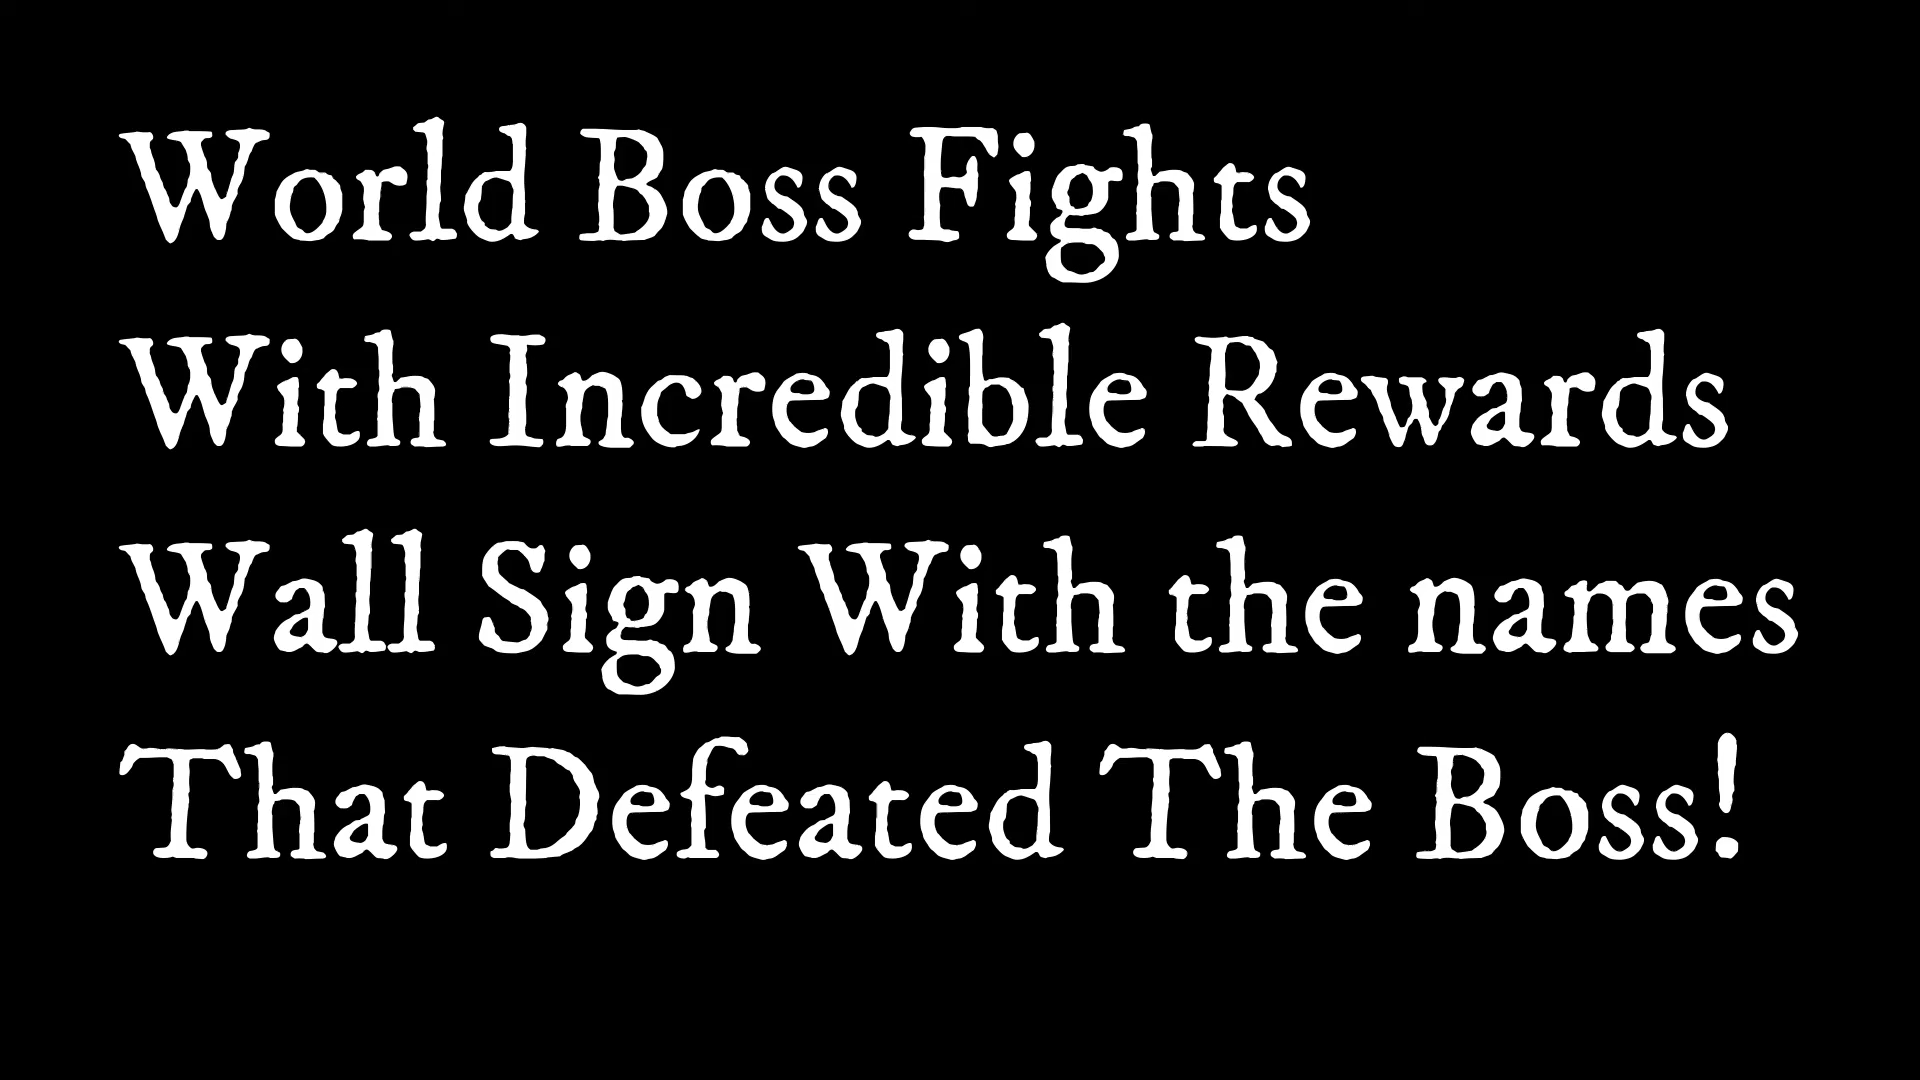 World Boss Fights
With Incredible Rewards
Wall Sign With the names
That Defeated The Boss!